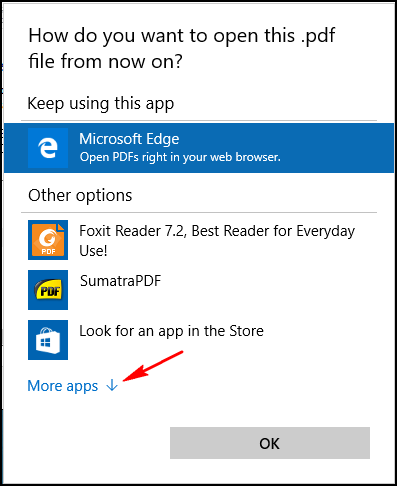 How do you want to open this .pdf
file from now on?
Keep using this app
Microsoft Edge
Open PDFs right in your web browser.
Other options
PDF
Foxit Reader 7.2, Best Reader for Everyday
Use!
PDF
SumatraPDF
Look for an app in the Store
More apps ↓
OK